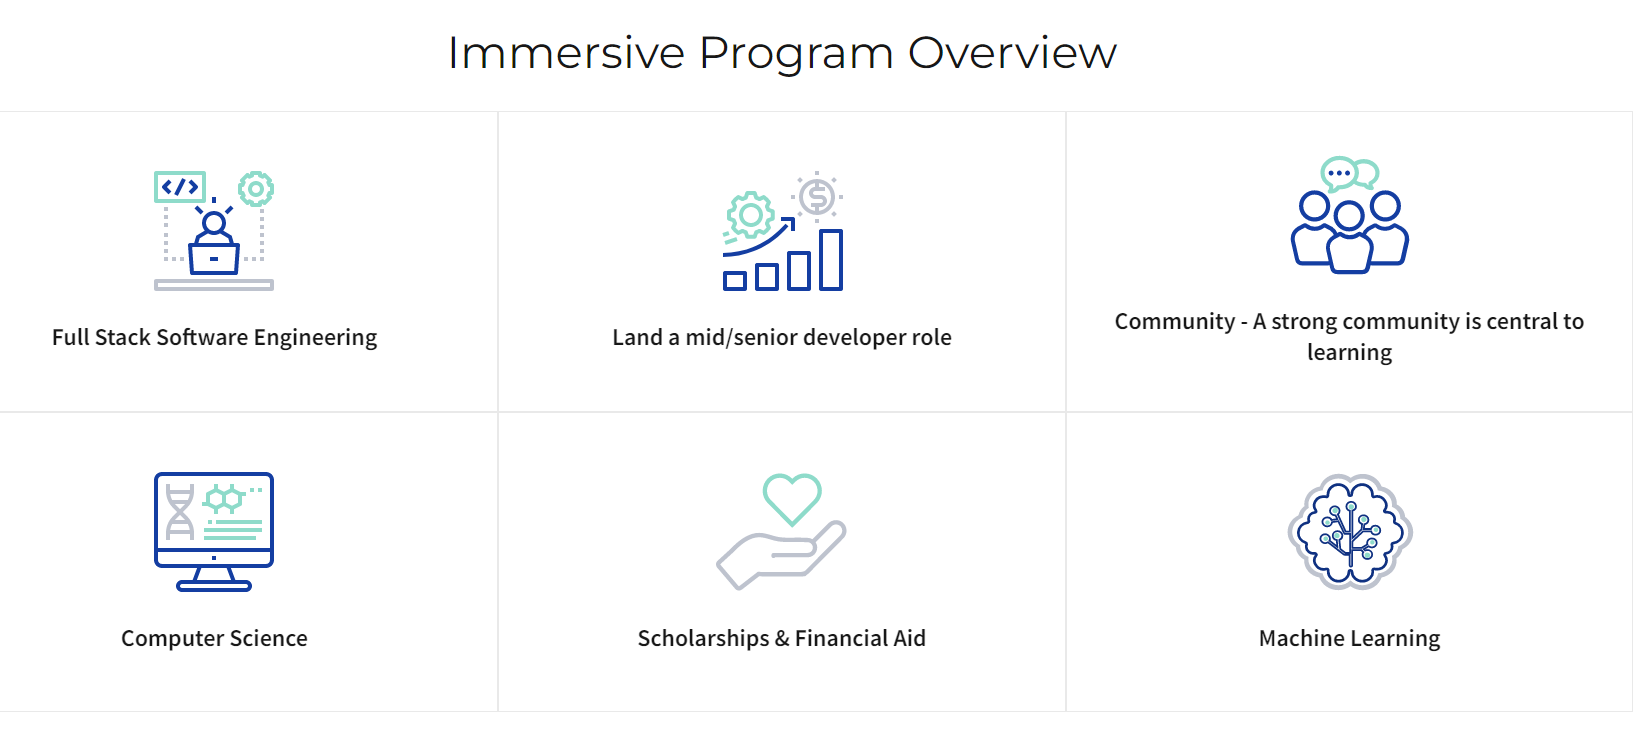 Immersive Program Overview
</>
Full Stack Software Engineering
$
Land a mid/senior developer role
Community - A strong community is central to
learning
Computer Science
Scholarships & Financial Aid
Machine Learning